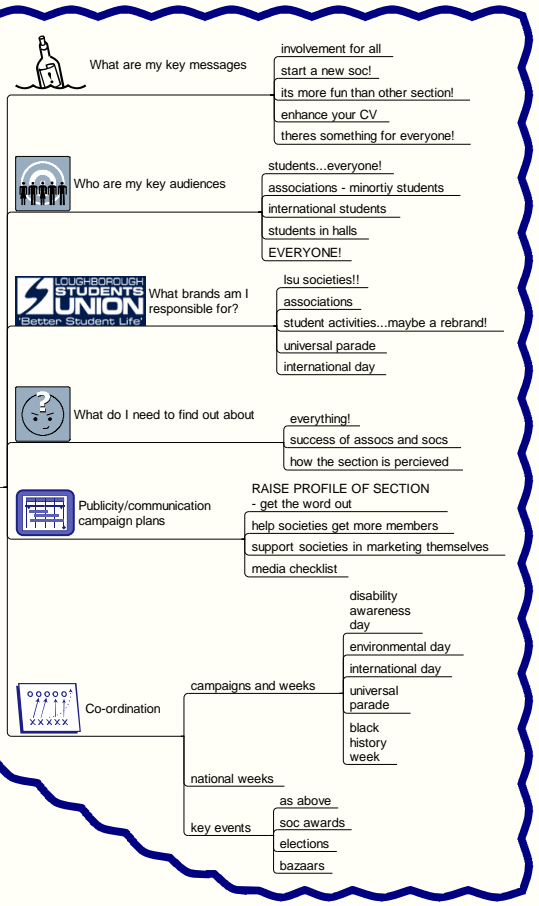 What are my key messages
involvement for all
start a new soc!
its more fun than other section!
enhance your CV
theres something for everyone!
Who are my key audiences
students...everyone!
associations - minortiy students
international students
students in halls
EVERYONE!
LOUGHBOROUGH
STUDENTS
UNION
'Better Student Life'
What brands am I
responsible for?
lsu societies!!
associations
student activities...maybe a rebrand!
universal parade
international day
?
What do I need to find out about
everything!
success of assocs and socs
how the section is percieved
Publicity/communication
campaign plans
RAISE PROFILE OF SECTION
- get the word out
help societies get more members
support societies in marketing themselves
media checklist
Co-ordination
campaigns and weeks
disability
awareness
day
environmental day
international day
universal
parade
black
history
week
national weeks
key events
as above
soc awards
elections
bazaars